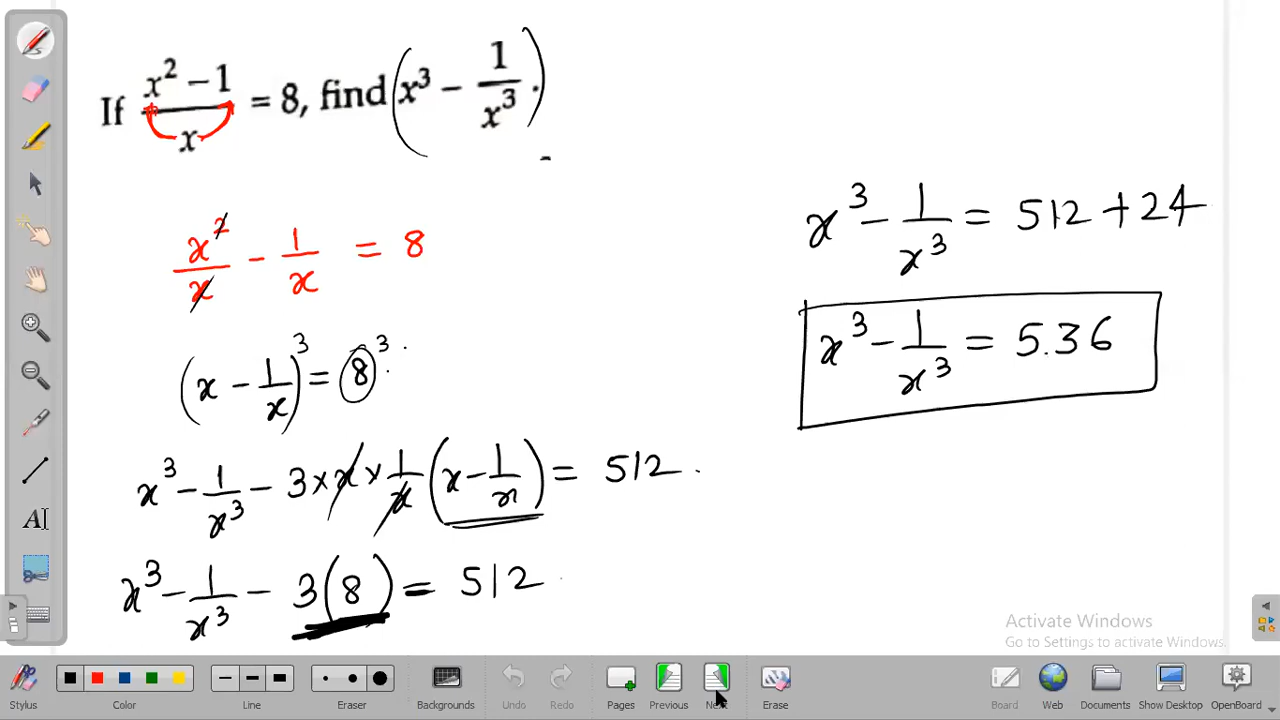 If (x² − 1)/x = 8, find (x³ − 1/x³).
x²/x − 1/x = 8
(x − 1/x)³ = 8³
x³ − 1/x³ − 3 × x × 1/x (x − 1/x) = 512
x³ − 1/x³ − 3(8) = 512
x³ − 1/x³ = 512 + 24
x³ − 1/x³ = 5.36
Activate Windows
Go to Settings to activate Windows.
Stylus
Color
Line
Eraser
Backgrounds
Undo
Redo
Pages
Previous
Next
Erase
Board
Web
Documents
Show Desktop
OpenBoard